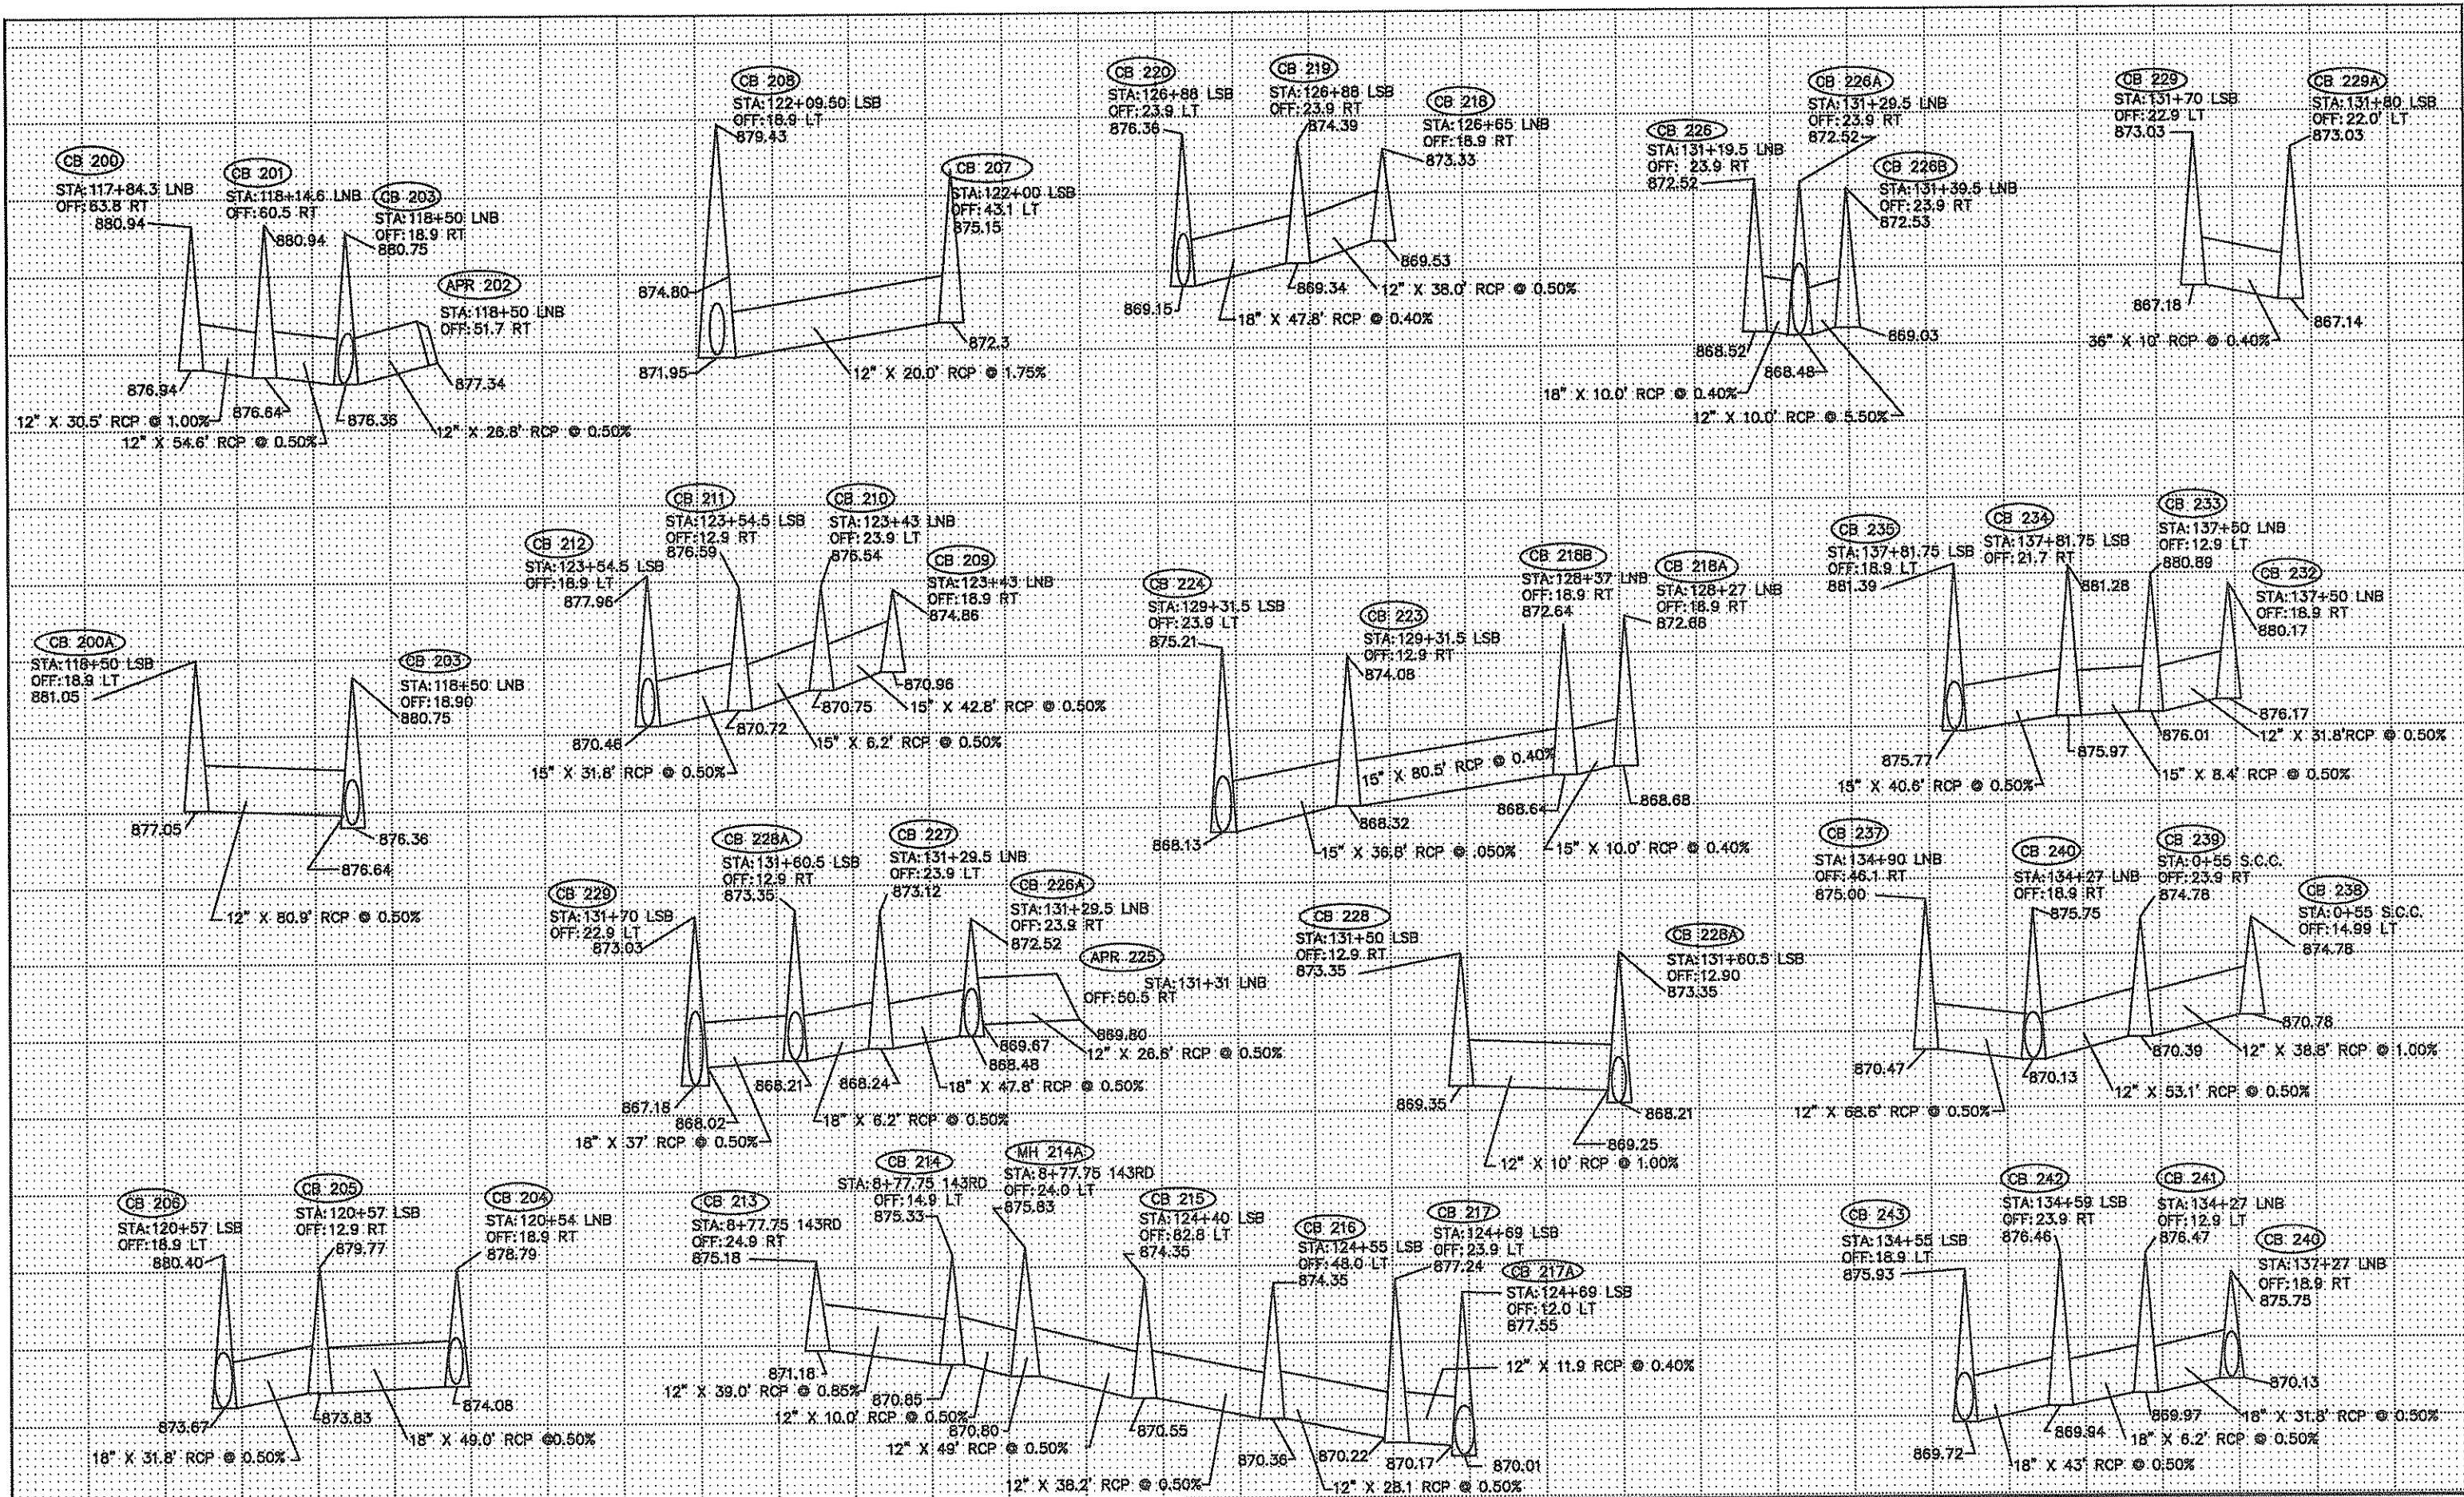 CB 200
STA:117+84.3 LNB
OFF:63.8 RT
880.94
CB 201
STA:118+14.6 LNB
OFF:60.5 RT
880.94
CB 203
STA:118+50 LNB
OFF:18.9 RT
880.75
APR 202
STA:118+50 LNB
OFF:51.7 RT
877.34
876.94
876.64
876.36
12" X 30.5' RCP @ 1.00%
12" X 54.6' RCP @ 0.50%
12" X 26.8' RCP @ 0.50%
CB 208
STA:122+09.50 LSB
OFF:18.9 LT
879.43
CB 207
STA:122+00 LSB
OFF:43.1 LT
875.15
874.80
871.95
872.3
12" X 20.0' RCP @ 1.75%
CB 220
STA:126+88 LSB
OFF:23.9 LT
876.36
CB 219
STA:126+88 LSB
OFF:23.9 RT
874.39
CB 218
STA:126+65 LNB
OFF:18.9 RT
873.33
869.53
869.15
869.34
12" X 38.0' RCP @ 0.50%
18" X 47.8' RCP @ 0.40%
CB 226
STA:131+19.5 LNB
OFF: 23.9 RT
872.52
CB 226A
STA:131+29.5 LNB
OFF:23.9 RT
872.52
CB 226B
STA:131+39.5 LNB
OFF:23.9 RT
872.53
868.52
868.48
869.03
18" X 10.0' RCP @ 0.40%
12" X 10.0' RCP @ 5.50%
CB 229
STA:131+70 LSB
OFF:22.9 LT
873.03
CB 229A
STA:131+80 LSB
OFF:22.0' LT
873.03
867.18
867.14
36" X 10' RCP @ 0.40%
CB 200A
STA:118+50 LSB
OFF:18.9 LT
881.05
CB 203
STA:118+50 LNB
OFF:18.90
880.75
877.05
876.36
876.64
12" X 80.9' RCP @ 0.50%
CB 212
STA:123+54.5 LSB
OFF:18.9 LT
877.96
CB 211
STA:123+54.5 LSB
OFF:12.9 RT
876.59
CB 210
STA:123+43 LNB
OFF:23.9 LT
876.54
CB 209
STA:123+43 LNB
OFF:18.9 RT
874.86
870.46
870.72
870.75
870.96
15" X 42.8' RCP @ 0.50%
15" X 6.2' RCP @ 0.50%
15" X 31.8' RCP @ 0.50%
CB 224
STA:129+31.5 LSB
OFF:23.9 LT
875.21
CB 223
STA:129+31.5 LSB
OFF:12.9 RT
874.08
CB 218B
STA:128+37 LNB
OFF:18.9 RT
872.64
CB 218A
STA:128+27 LNB
OFF:18.9 RT
872.68
15" X 80.5' RCP @ 0.40%
868.13
868.32
868.64
868.68
15" X 36.8' RCP @ .050%
15" X 10.0' RCP @ 0.40%
CB 235
STA:137+81.75 LSB
OFF:18.9 LT
881.39
CB 234
STA:137+81.75 LSB
OFF:21.7 RT
881.28
CB 233
STA:137+50 LNB
OFF:12.9 LT
880.89
CB 232
STA:137+50 LNB
OFF:18.9 RT
880.17
875.77
875.97
876.01
876.17
12" X 31.8'RCP @ 0.50%
15" X 8.4' RCP @ 0.50%
15" X 40.6' RCP @ 0.50%
CB 229
STA:131+70 LSB
OFF:22.9 LT
873.03
CB 228A
STA:131+60.5 LSB
OFF:12.9 RT
873.35
CB 227
STA:131+29.5 LNB
OFF:23.9 LT
873.12
CB 226A
STA:131+29.5 LNB
OFF:23.9 RT
872.52
APR 225
STA:131+31 LNB
OFF:50.5 RT
869.80
869.67
868.48
867.18
868.02
868.21
868.24
12" X 26.6' RCP @ 0.50%
18" X 47.8' RCP @ 0.50%
18" X 6.2' RCP @ 0.50%
18" X 37' RCP @ 0.50%
CB 228
STA:131+50 LSB
OFF:12.9 RT
873.35
CB 228A
STA:131+60.5 LSB
OFF:12.90
873.35
869.35
868.21
869.25
12" X 10' RCP @ 1.00%
CB 237
STA:134+90 LNB
OFF:46.1 RT
875.00
CB 240
STA:134+27 LNB
OFF:18.9 RT
875.75
CB 239
STA:0+55 S.C.C.
OFF:23.9 RT
874.78
CB 238
STA:0+55 S.C.C.
OFF:14.99 LT
874.78
870.47
870.13
870.39
870.78
12" X 38.8' RCP @ 1.00%
12" X 53.1' RCP @ 0.50%
12" X 68.6' RCP @ 0.50%
CB 206
STA:120+57 LSB
OFF:18.9 LT
880.40
CB 205
STA:120+57 LSB
OFF:12.9 RT
879.77
CB 204
STA:120+54 LNB
OFF:18.9 RT
878.79
873.67
873.83
874.08
18" X 49.0' RCP @0.50%
18" X 31.8' RCP @ 0.50%
CB 213
STA:8+77.75 143RD
OFF:24.9 RT
875.18
CB 214
STA:8+77.75 143RD
OFF:14.9 LT
875.33
MH 214A
STA:8+77.75 143RD
OFF:24.0 LT
875.83
CB 215
STA:124+40 LSB
OFF:82.8 LT
874.35
CB 216
STA:124+55 LSB
OFF:48.0 LT
874.35
CB 217
STA:124+69 LSB
OFF:23.9 LT
877.24
CB 217A
STA:124+69 LSB
OFF:12.0 LT
877.55
12" X 11.9 RCP @ 0.40%
871.18
12" X 39.0' RCP @ 0.85%
870.85
12" X 10.0' RCP @ 0.50%
870.80
870.55
12" X 49' RCP @ 0.50%
870.36
870.22
870.17
870.01
12" X 38.2' RCP @ 0.50%
12" X 28.1 RCP @ 0.50%
CB 243
STA:134+55 LSB
OFF:18.9 LT
875.93
CB 242
STA:134+59 LSB
OFF:23.9 RT
876.46
CB 241
STA:134+27 LNB
OFF:12.9 LT
876.47
CB 240
STA:137+27 LNB
OFF:18.9 RT
875.75
869.72
869.94
869.97
870.13
18" X 31.8' RCP @ 0.50%
18" X 6.2' RCP @ 0.50%
18" X 43' RCP @ 0.50%